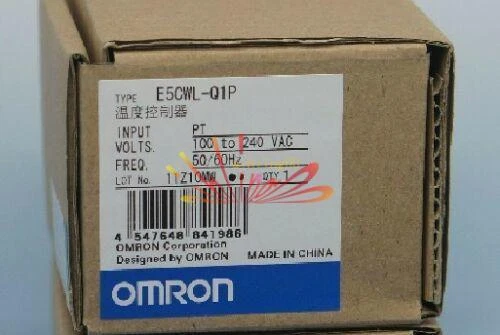 TYPE E5CWL-Q1P
温度控制器
INPUT PT
VOLTS. 100 to 240 VAC
FREQ. 50/60Hz
LOT No. 11Z10MW QTY.1
4 547648 841986
OMRON Corporation
Designed by OMRON MADE IN CHINA
OMRON